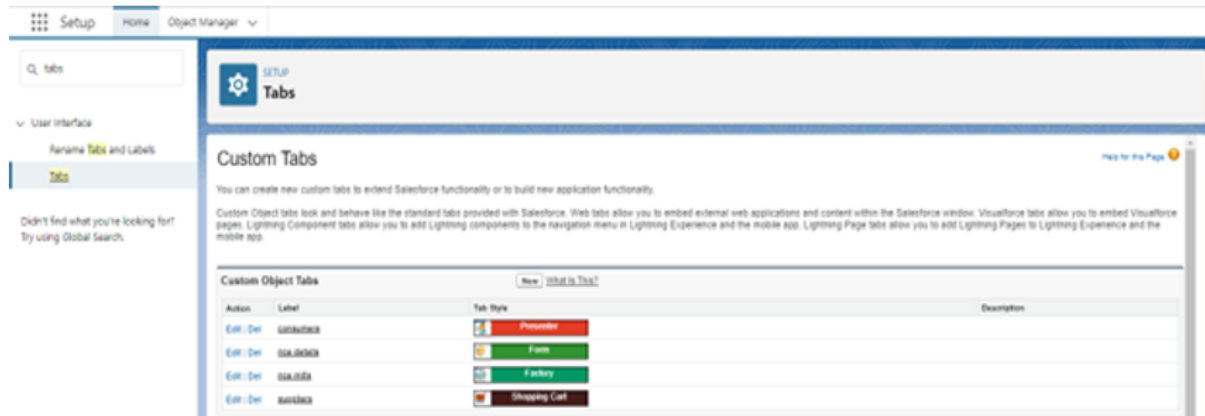 Setup Home Object Manager
tabs
SETUP
Tabs
User Interface
Rename Tabs and Labels
Tabs
Didn't find what you're looking for?
Try using Global Search.
Custom Tabs
Help for this Page
You can create new custom tabs to extend Salesforce functionality or to build new application functionality.
Custom Object tabs look and behave like the standard tabs provided with Salesforce. Web tabs allow you to embed external web applications and content within the Salesforce window. Visualforce tabs allow you to embed Visualforce
pages. Lightning Component tabs allow you to add Lightning components to the navigation menu in Lightning Experience and the mobile app. Lightning Page tabs allow you to add Lightning Pages to Lightning Experience and the
mobile app.
Custom Object Tabs New What Is This?
Action Label Tab Style Description
Edit | Del consumers Presenter
Edit | Del rice details Form
Edit | Del rice mills Factory
Edit | Del suppliers Shopping Cart